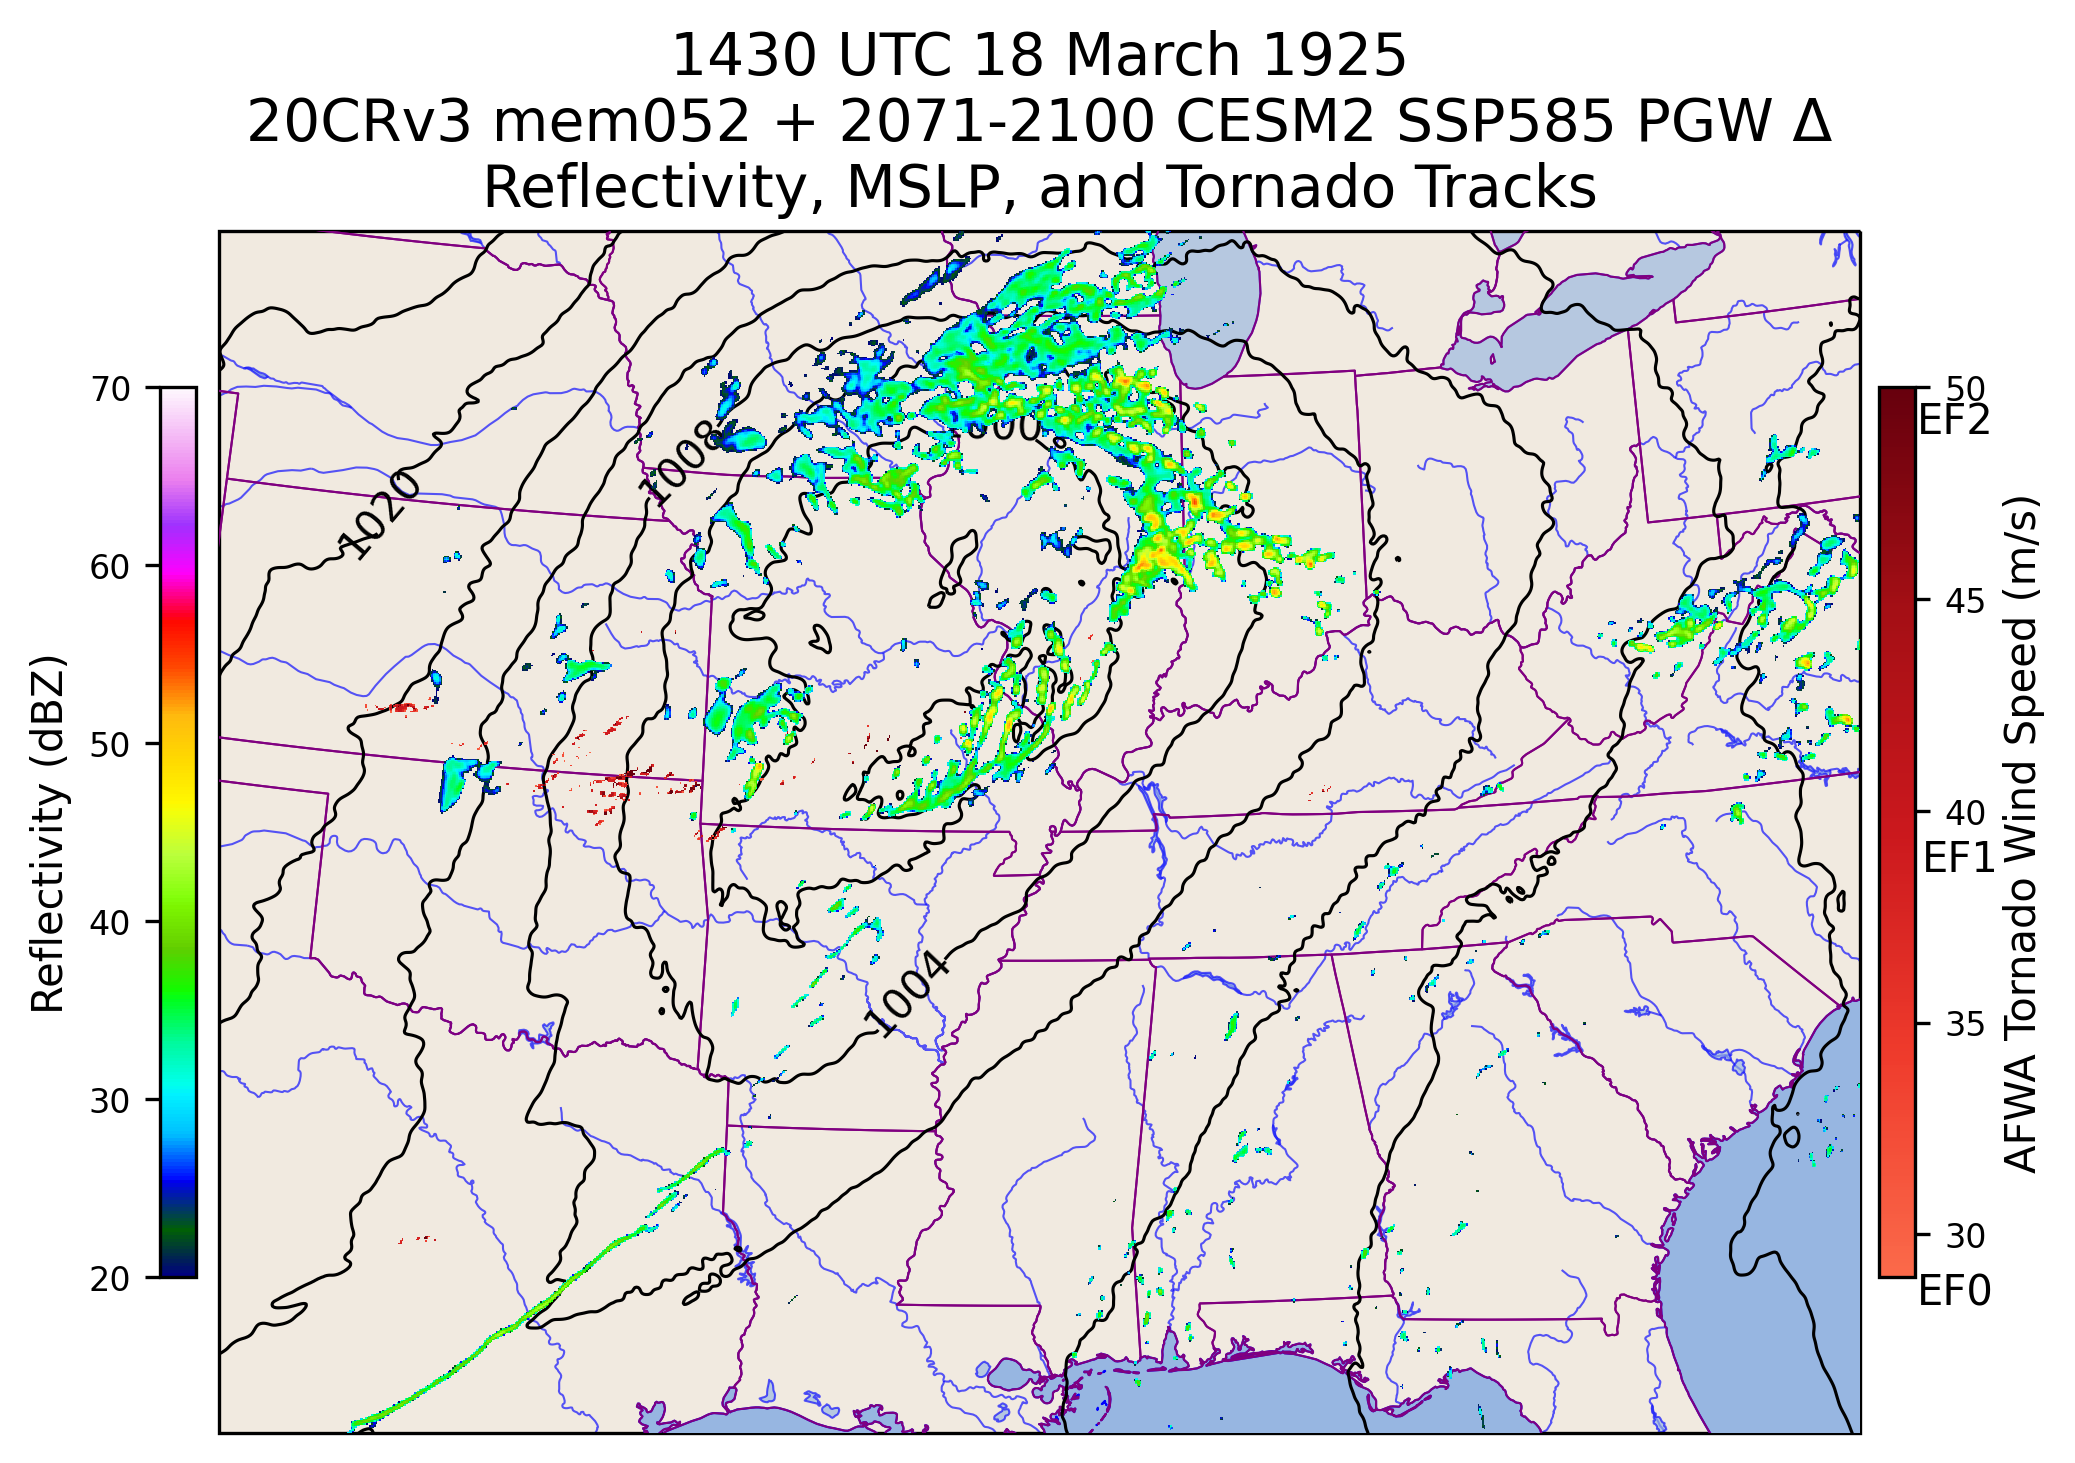 1430 UTC 18 March 1925
20CRv3 mem052 + 2071-2100 CESM2 SSP585 PGW Δ
Reflectivity, MSLP, and Tornado Tracks
Reflectivity (dBZ)
70
60
50
40
30
20
1020
1008
1004
50
EF2
45
40
EF1
35
30
EF0
AFWA Tornado Wind Speed (m/s)